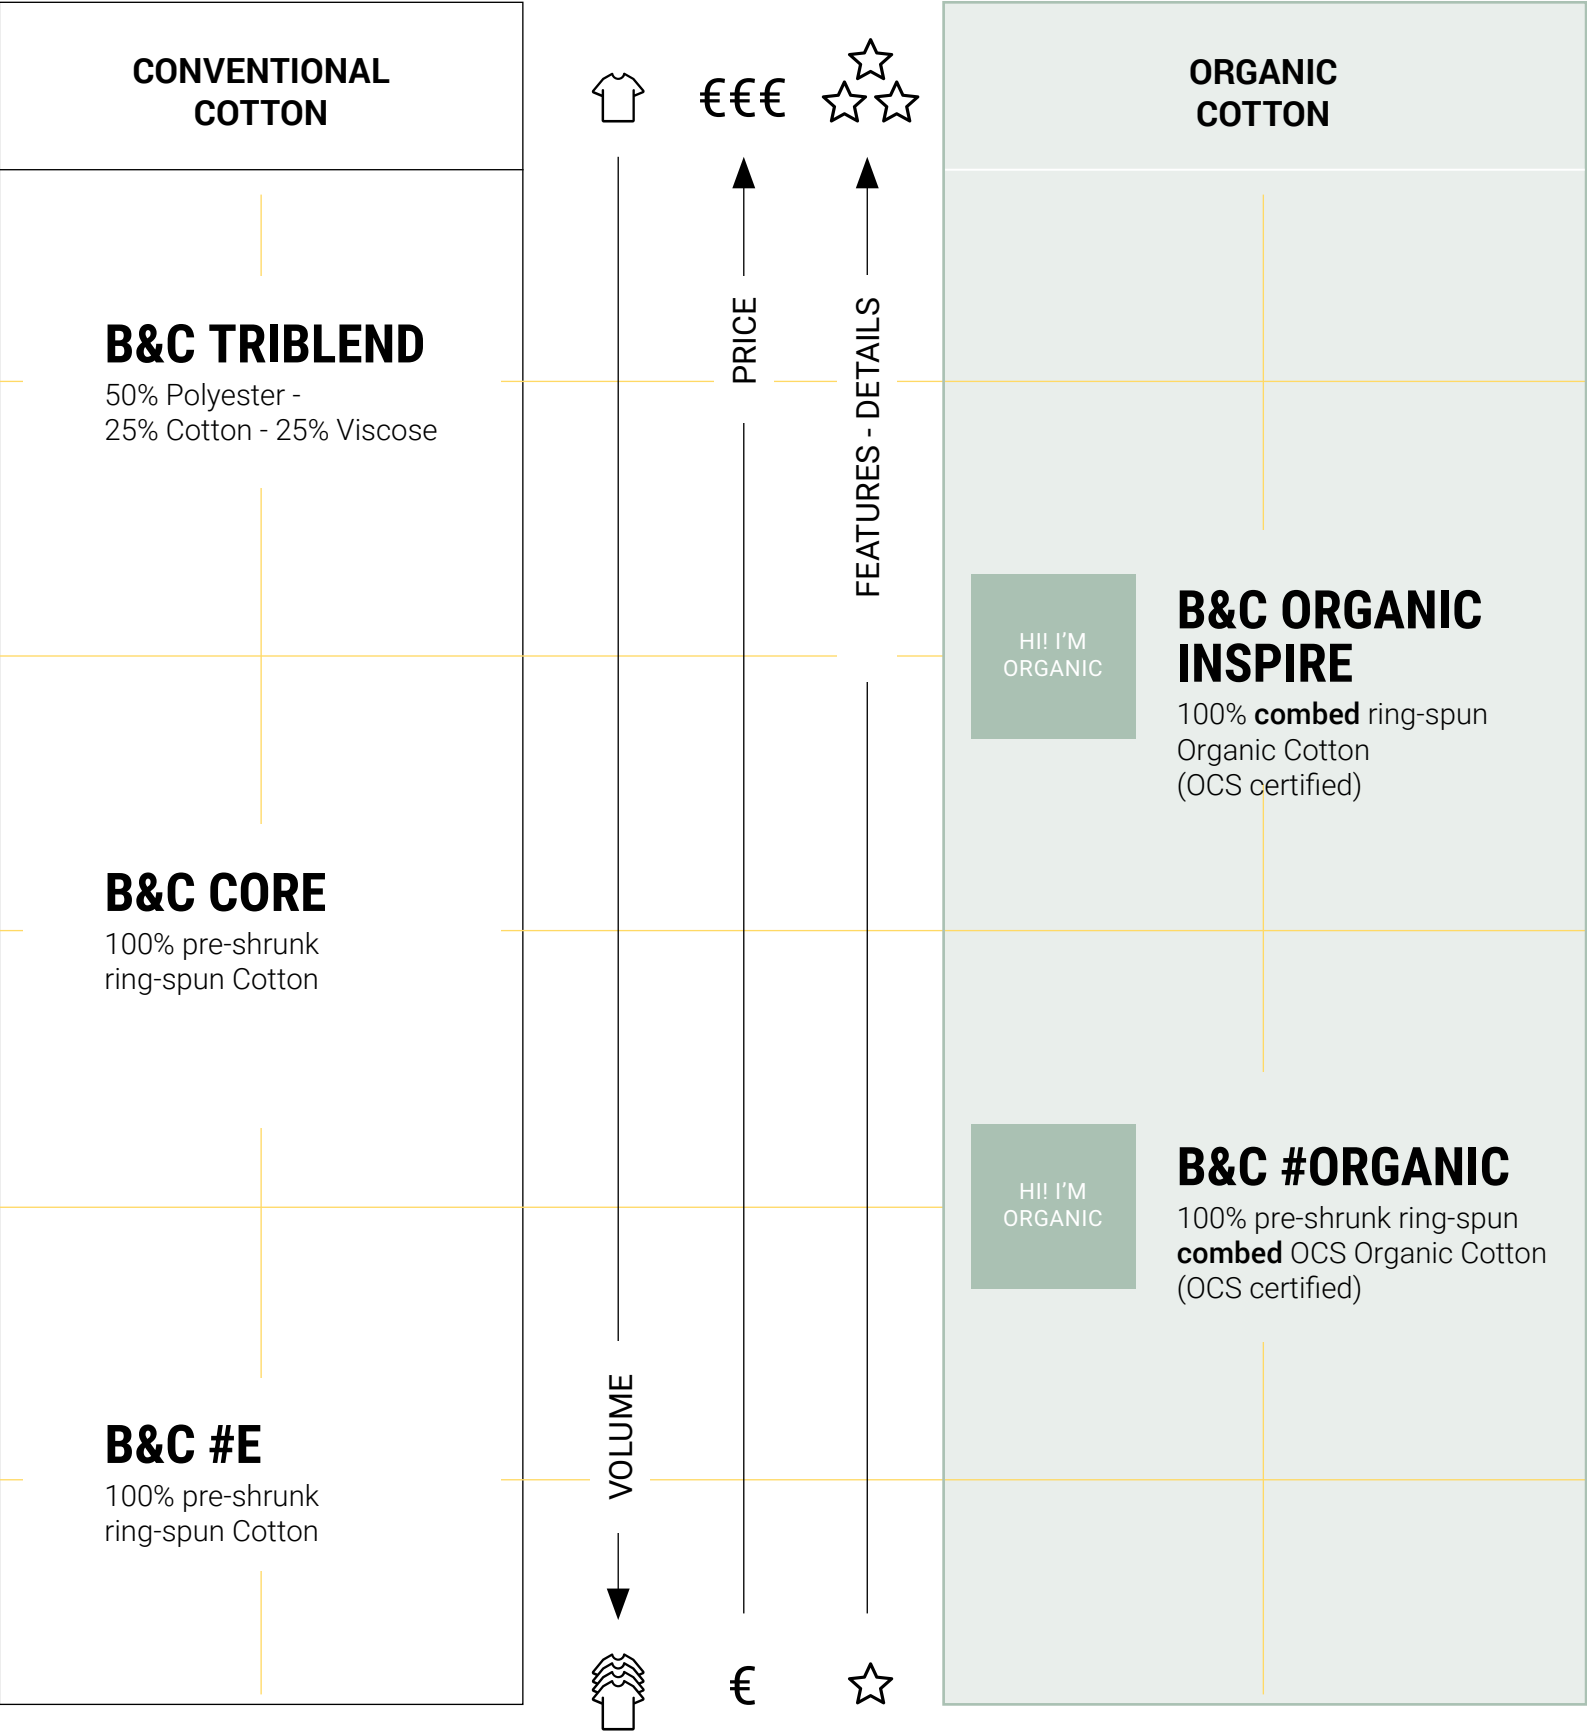 CONVENTIONAL
COTTON
€€€
ORGANIC
COTTON
B&C TRIBLEND
50% Polyester -
25% Cotton - 25% Viscose
PRICE
FEATURES - DETAILS
HI! I'M
ORGANIC
B&C ORGANIC
INSPIRE
100% combed ring-spun
Organic Cotton
(OCS certified)
B&C CORE
100% pre-shrunk
ring-spun Cotton
HI! I'M
ORGANIC
B&C #ORGANIC
100% pre-shrunk ring-spun
combed OCS Organic Cotton
(OCS certified)
VOLUME
B&C #E
100% pre-shrunk
ring-spun Cotton
€